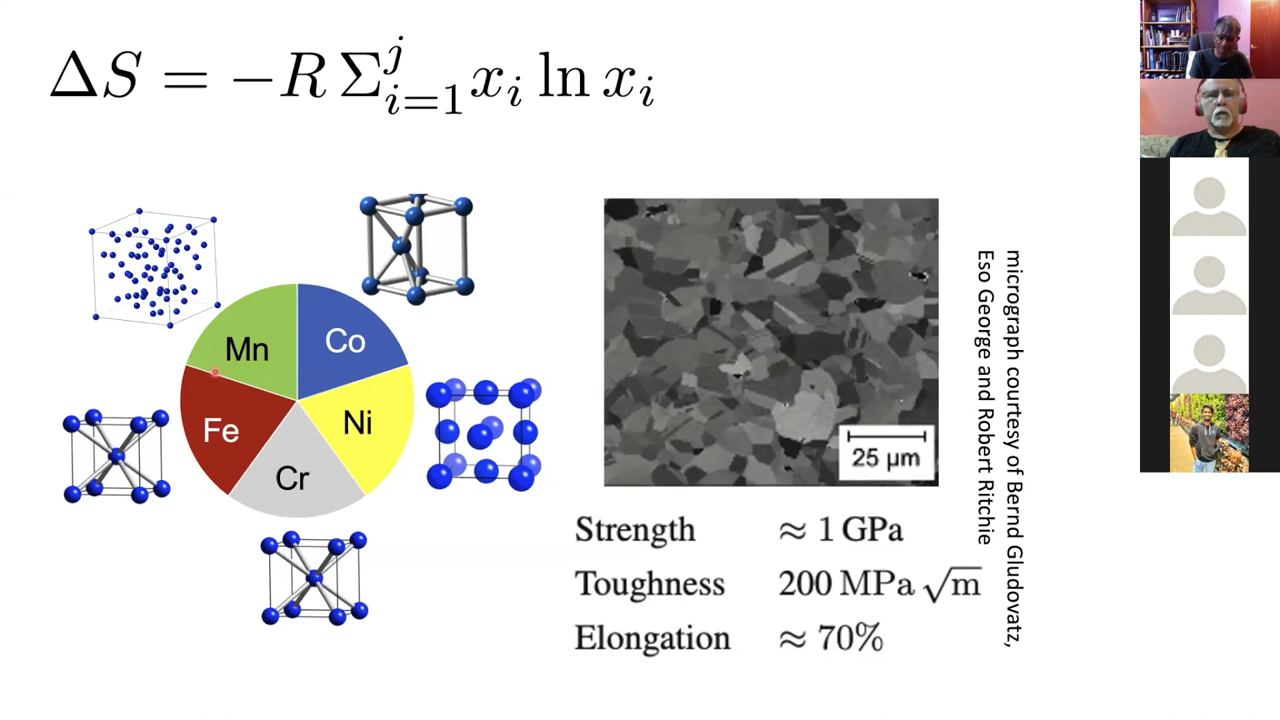 ΔS = −R Σ_{i=1}^{j} x_i ln x_i
Mn
Co
Fe
Ni
Cr
25 μm
micrograph courtesy of Bernd Gludovatz,
Eso George and Robert Ritchie
Strength ≈ 1 GPa
Toughness 200 MPa √m
Elongation ≈ 70%